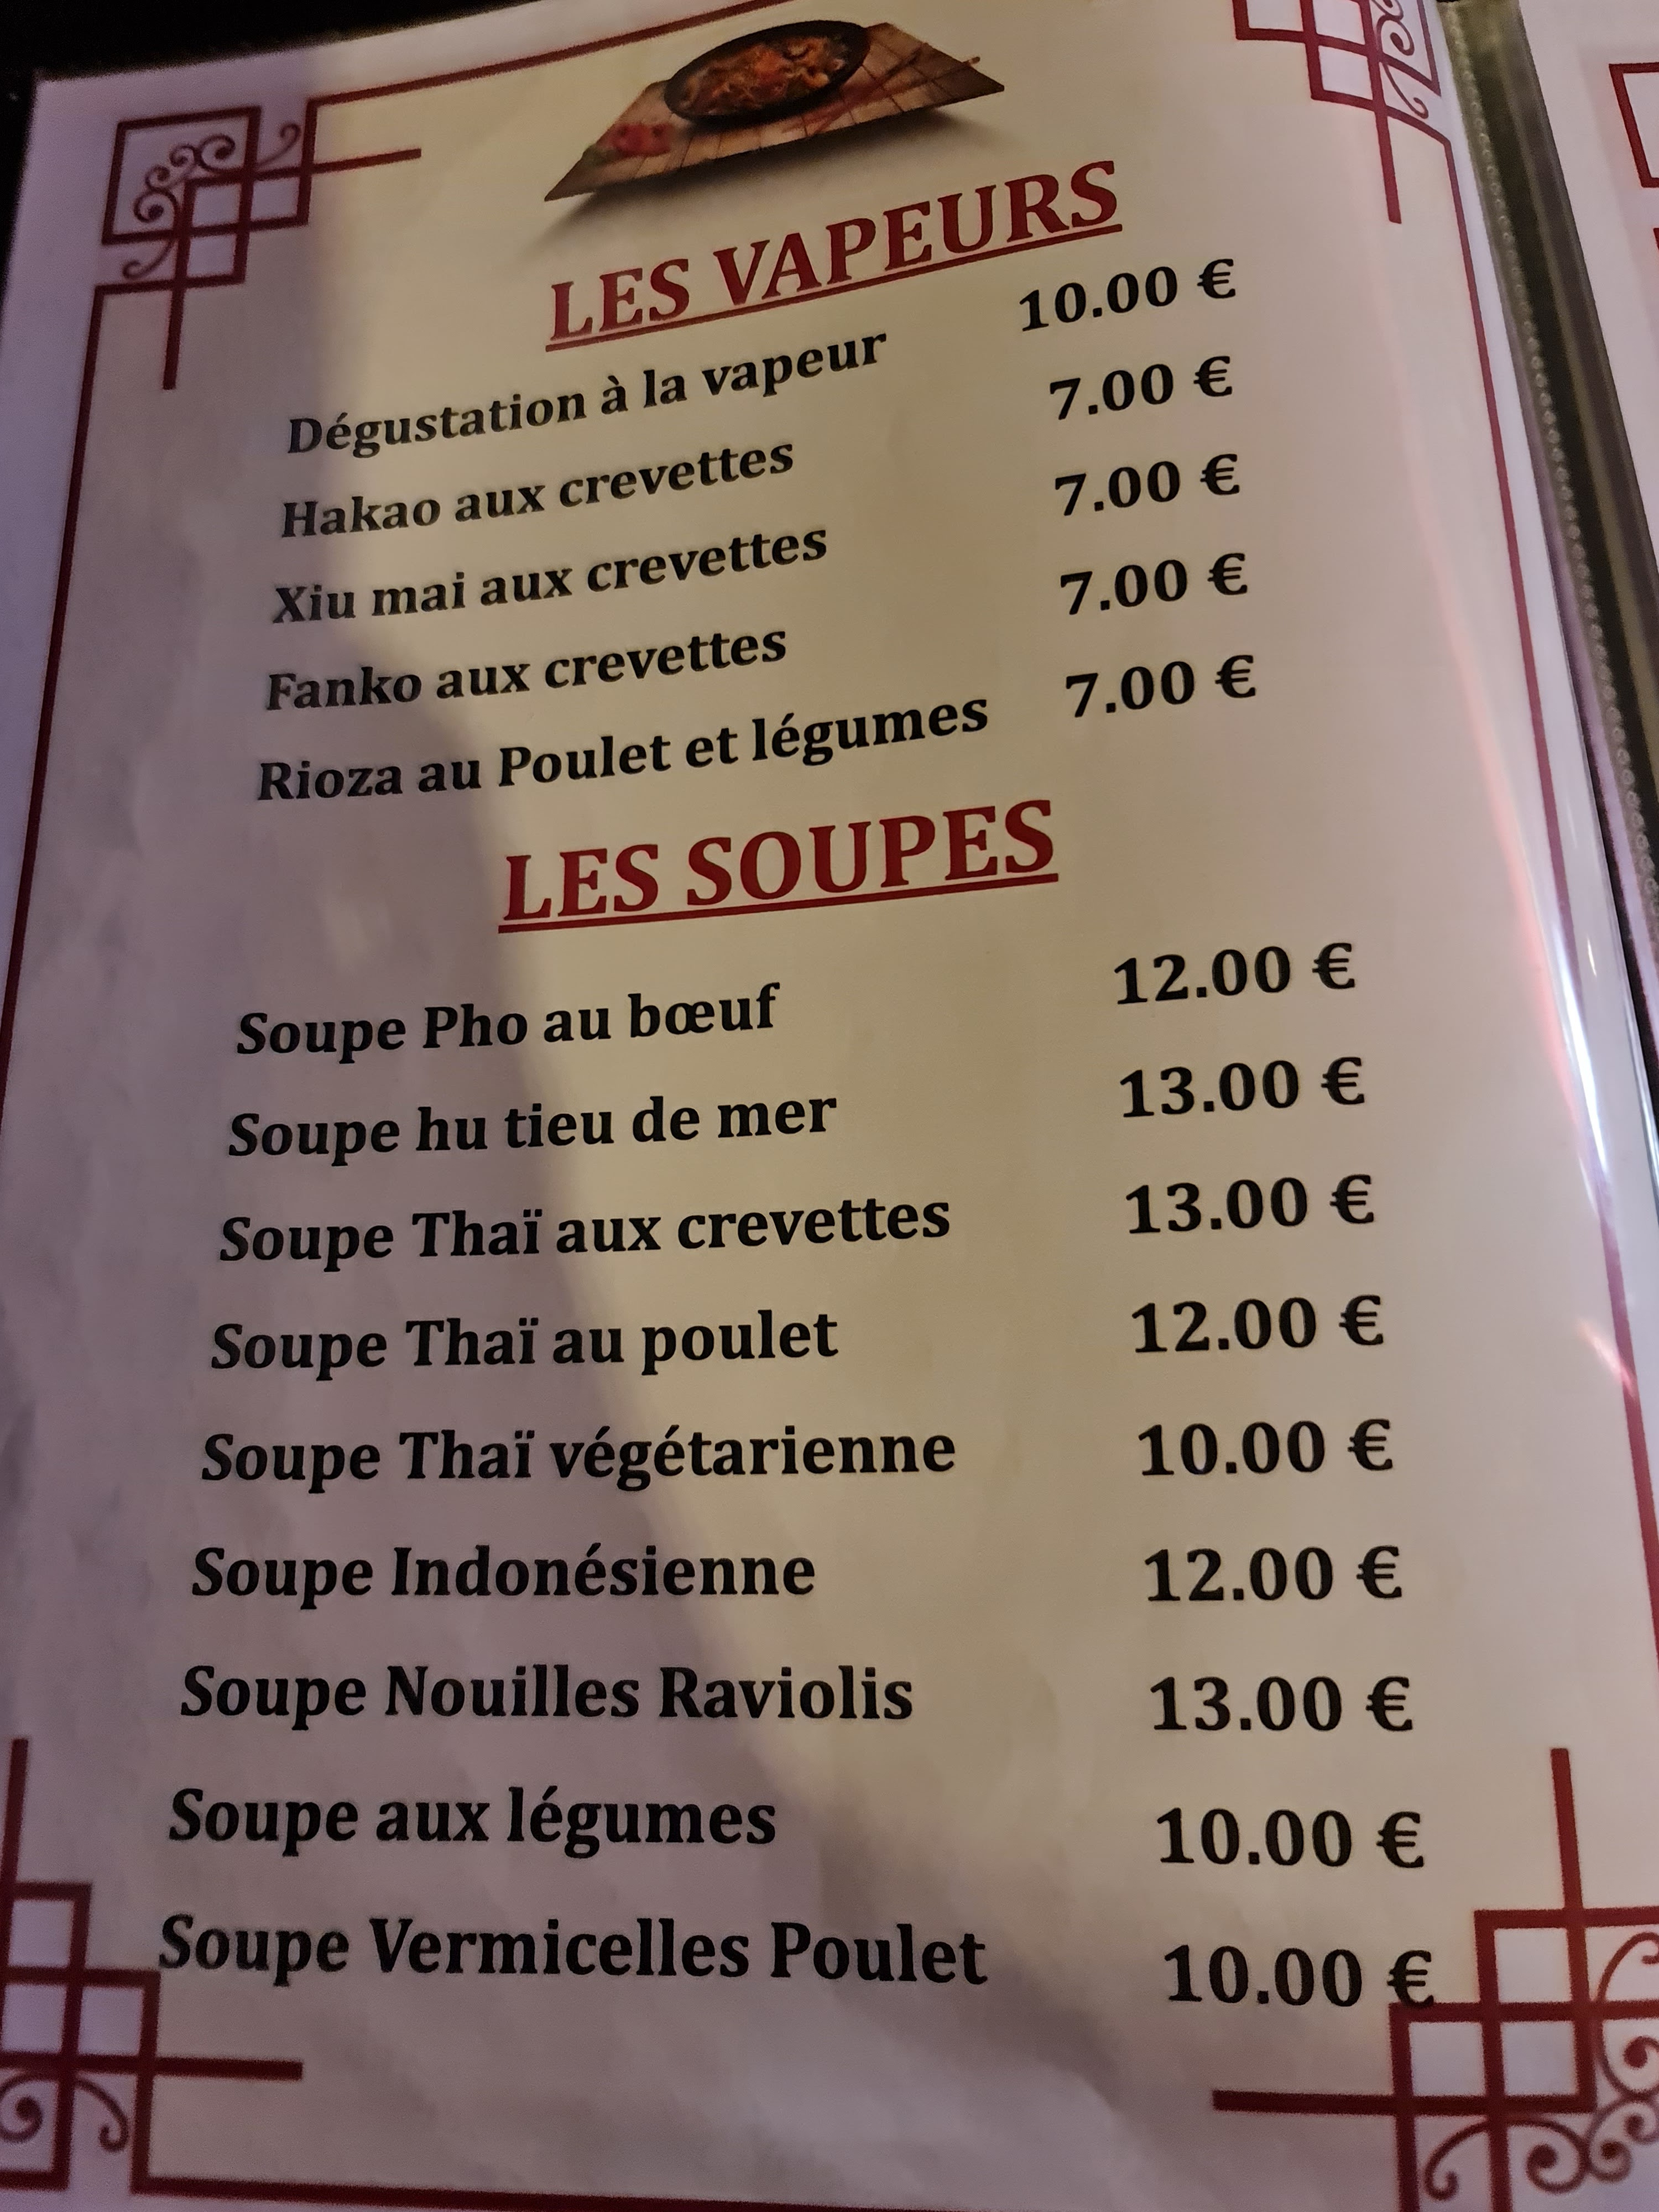 LES VAPEURS
Dégustation à la vapeur 10.00 €
Hakao aux crevettes 7.00 €
Xiu mai aux crevettes 7.00 €
Fanko aux crevettes 7.00 €
Rioza au Poulet et légumes 7.00 €
LES SOUPES
Soupe Pho au bœuf 12.00 €
Soupe hu tieu de mer 13.00 €
Soupe Thaï aux crevettes 13.00 €
Soupe Thaï au poulet 12.00 €
Soupe Thaï végétarienne 10.00 €
Soupe Indonésienne 12.00 €
Soupe Nouilles Raviolis 13.00 €
Soupe aux légumes 10.00 €
Soupe Vermicelles Poulet 10.00 €